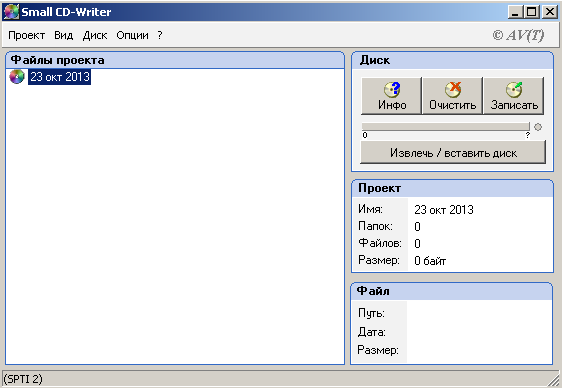 Small CD-Writer
Проект Вид Диск Опции ?
© AV(T)
Файлы проекта
23 окт 2013
Диск
Инфо Очистить Записать
0 ?
Извлечь / вставить диск
Проект
Имя: 23 окт 2013
Папок: 0
Файлов: 0
Размер: 0 байт
Файл
Путь:
Дата:
Размер:
(SPTI 2)